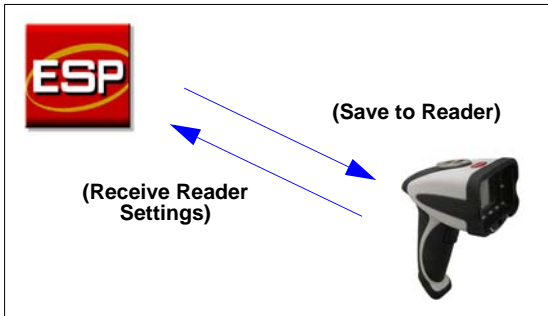 ESP
(Save to Reader)
(Receive Reader
Settings)